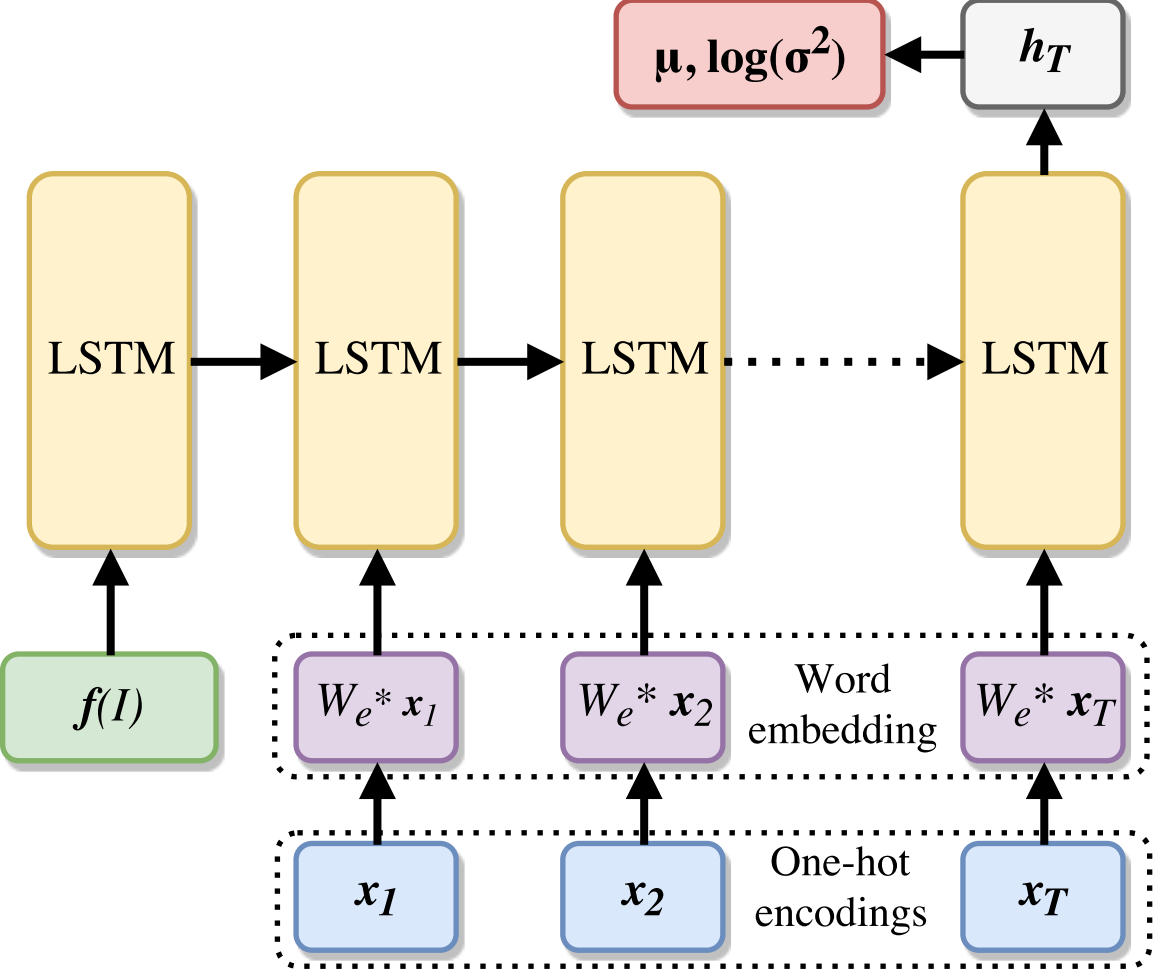 μ, log(σ²)
h_T
LSTM
LSTM
LSTM
LSTM
f(I)
W_e* x_1
W_e* x_2
Word
embedding
W_e* x_T
x_1
x_2
One-hot
encodings
x_T